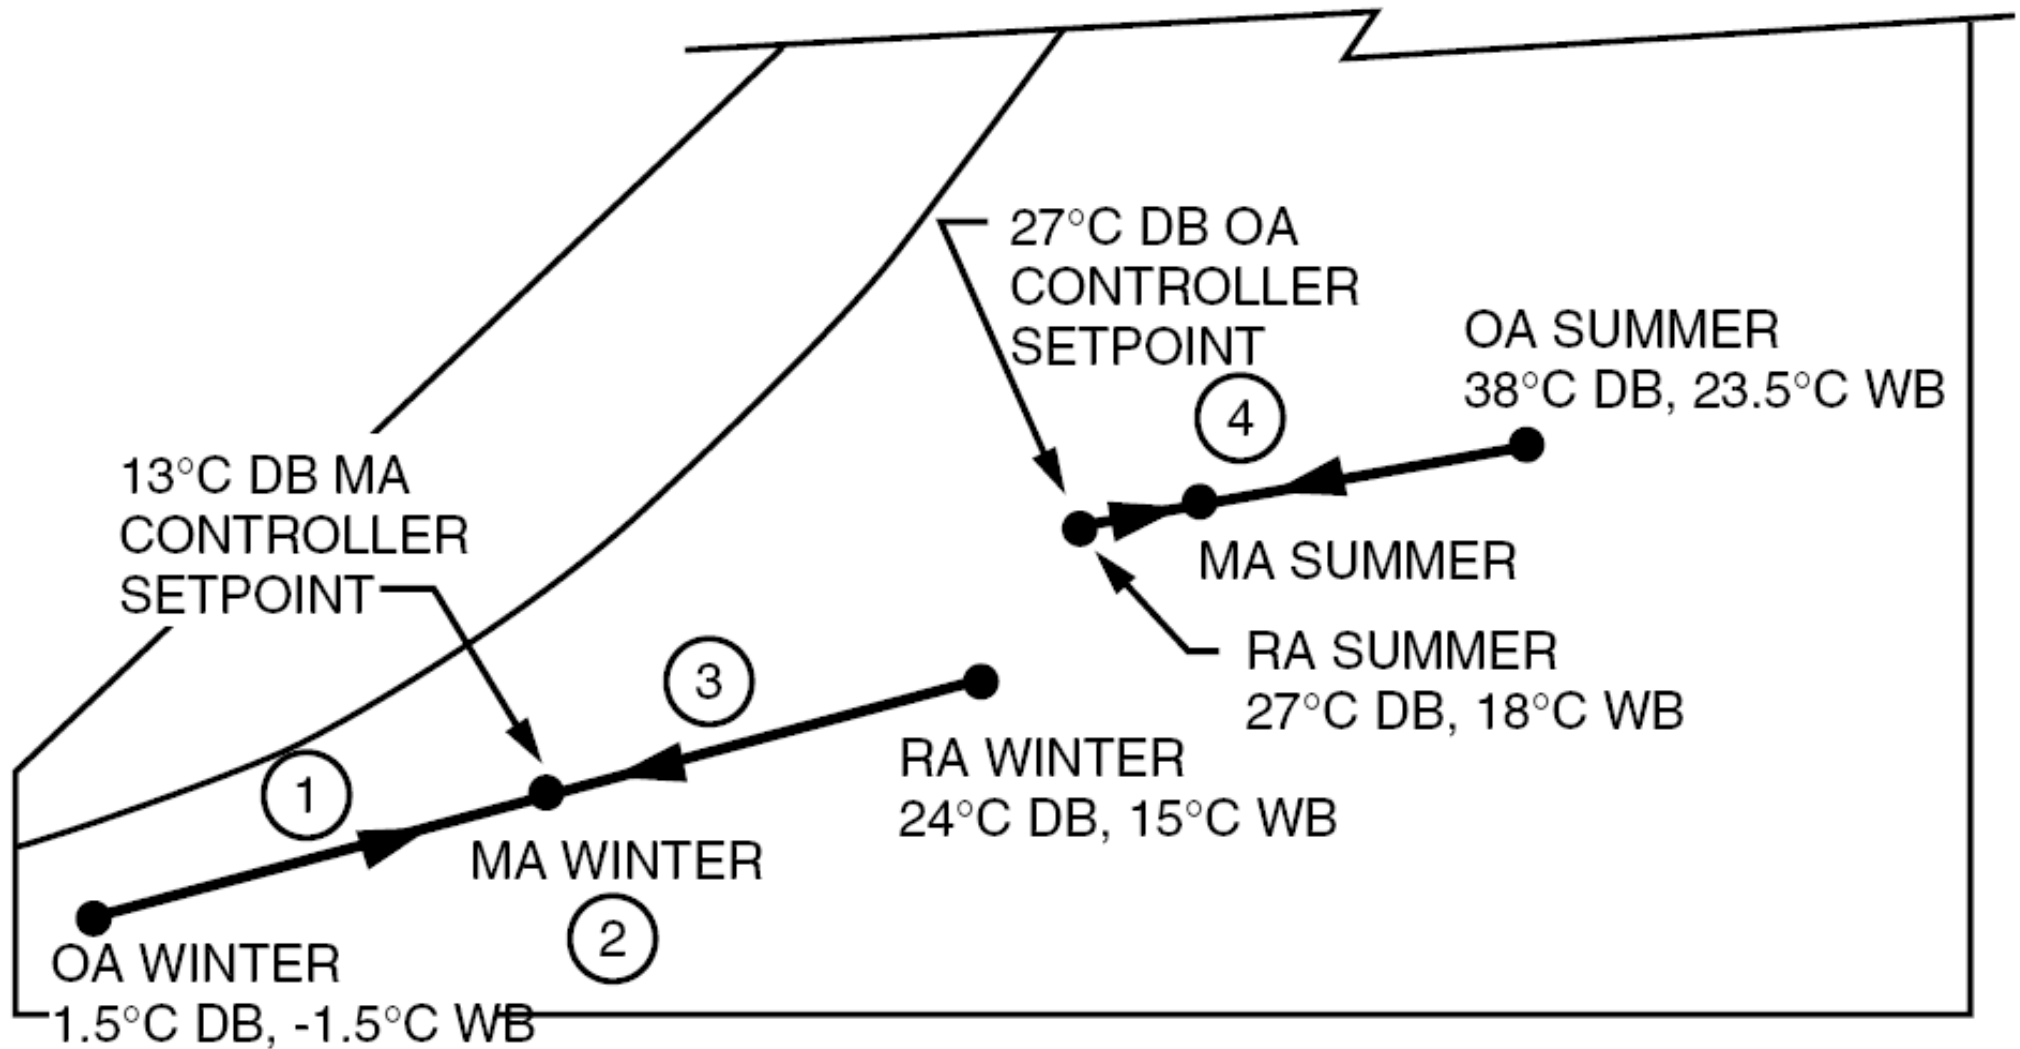 27°C DB OA
CONTROLLER
SETPOINT
4
OA SUMMER
38°C DB, 23.5°C WB
13°C DB MA
CONTROLLER
SETPOINT
MA SUMMER
3
RA SUMMER
27°C DB, 18°C WB
RA WINTER
24°C DB, 15°C WB
1
MA WINTER
2
OA WINTER
1.5°C DB, -1.5°C WB